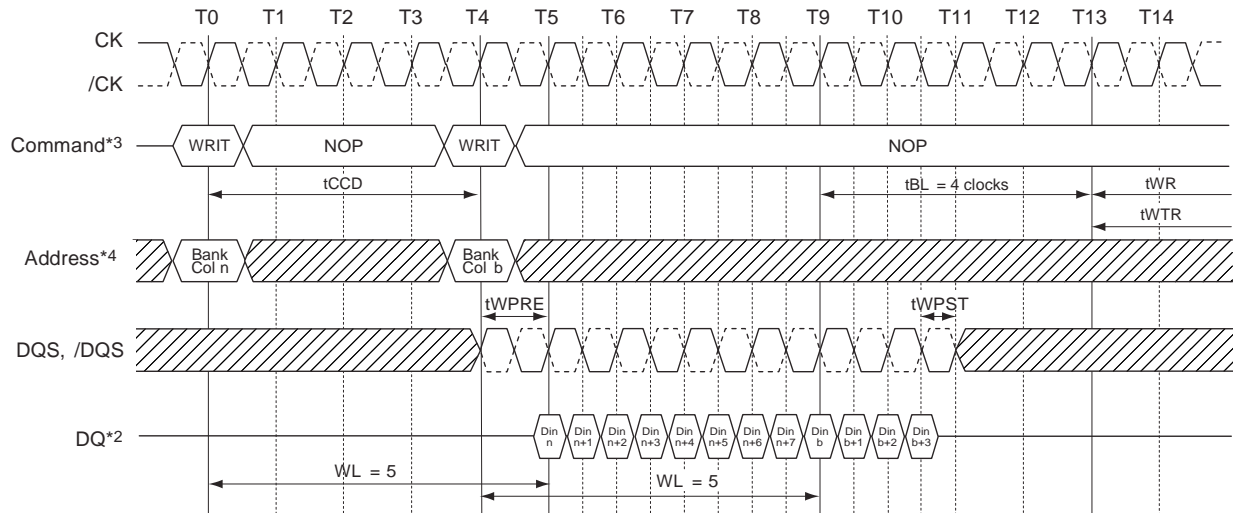 T0 T1 T2 T3 T4 T5 T6 T7 T8 T9 T10 T11 T12 T13 T14
CK
/CK
Command*3 WRIT NOP WRIT NOP
tCCD tBL = 4 clocks tWR
tWTR
Address*4 Bank Col n Bank Col b
tWPRE tWPST
DQS, /DQS
DQ*2 Din n Din n+1 Din n+2 Din n+3 Din n+4 Din n+5 Din n+6 Din n+7 Din b Din b+1 Din b+2 Din b+3
WL = 5 WL = 5